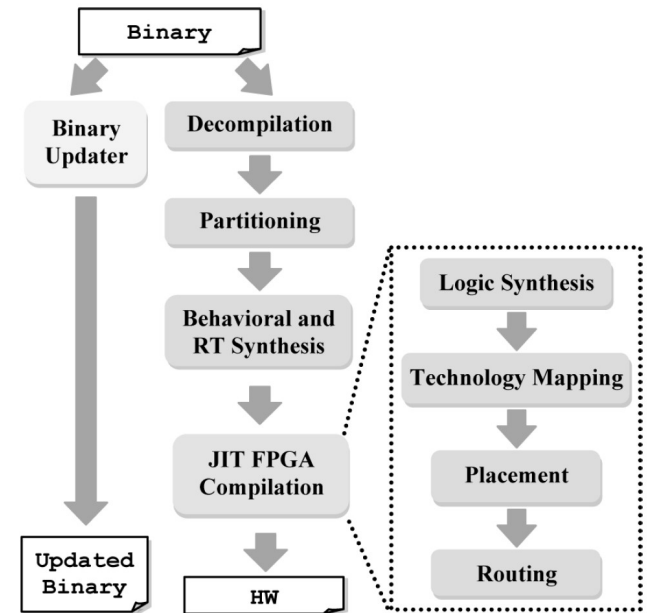 Binary
Binary
Updater
Decompilation
Partitioning
Behavioral and
RT Synthesis
JIT FPGA
Compilation
Logic Synthesis
Technology Mapping
Placement
Routing
Updated
Binary
HW